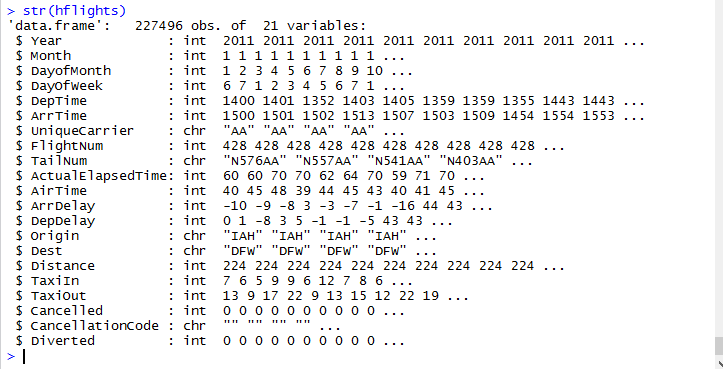 > str(hflights)
'data.frame':   227496 obs. of  21 variables:
 $ Year             : int  2011 2011 2011 2011 2011 2011 2011 2011 2011 2011 ...
 $ Month            : int  1 1 1 1 1 1 1 1 1 1 ...
 $ DayofMonth       : int  1 2 3 4 5 6 7 8 9 10 ...
 $ DayOfWeek        : int  6 7 1 2 3 4 5 6 7 1 ...
 $ DepTime          : int  1400 1401 1352 1403 1405 1359 1359 1355 1443 1443 ...
 $ ArrTime          : int  1500 1501 1502 1513 1507 1503 1509 1454 1554 1553 ...
 $ UniqueCarrier    : chr  "AA" "AA" "AA" "AA" ...
 $ FlightNum        : int  428 428 428 428 428 428 428 428 428 428 ...
 $ TailNum          : chr  "N576AA" "N557AA" "N541AA" "N403AA" ...
 $ ActualElapsedTime: int  60 60 70 70 62 64 70 59 71 70 ...
 $ AirTime          : int  40 45 48 39 44 45 43 40 41 45 ...
 $ ArrDelay         : int  -10 -9 -8 3 -3 -7 -1 -16 44 43 ...
 $ DepDelay         : int  0 1 -8 3 5 -1 -1 -5 43 43 ...
 $ Origin           : chr  "IAH" "IAH" "IAH" "IAH" ...
 $ Dest             : chr  "DFW" "DFW" "DFW" "DFW" ...
 $ Distance         : int  224 224 224 224 224 224 224 224 224 224 ...
 $ TaxiIn           : int  7 6 5 9 9 6 12 7 8 6 ...
 $ TaxiOut          : int  13 9 17 22 9 13 15 12 22 19 ...
 $ Cancelled        : int  0 0 0 0 0 0 0 0 0 0 ...
 $ CancellationCode : chr  "" "" "" "" ...
 $ Diverted         : int  0 0 0 0 0 0 0 0 0 0 ...
>